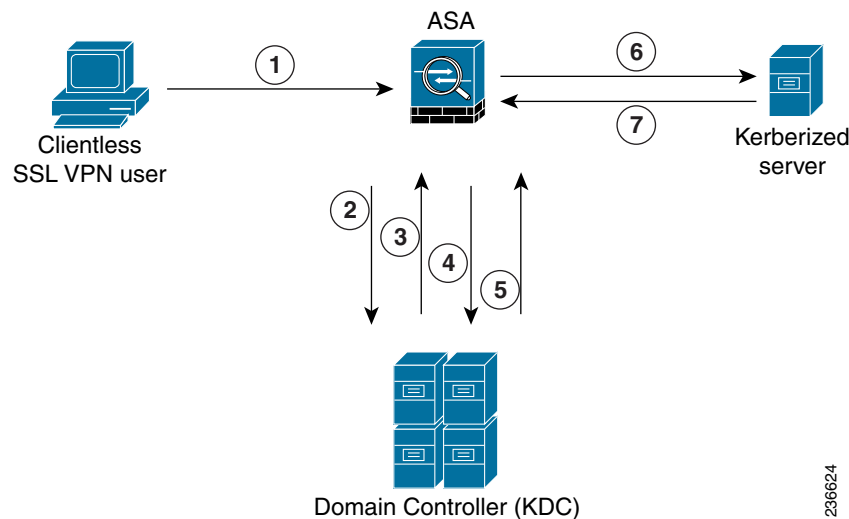 ASA
1
6
7
Clientless
SSL VPN user
Kerberized
server
2
3
4
5
Domain Controller (KDC)
236624